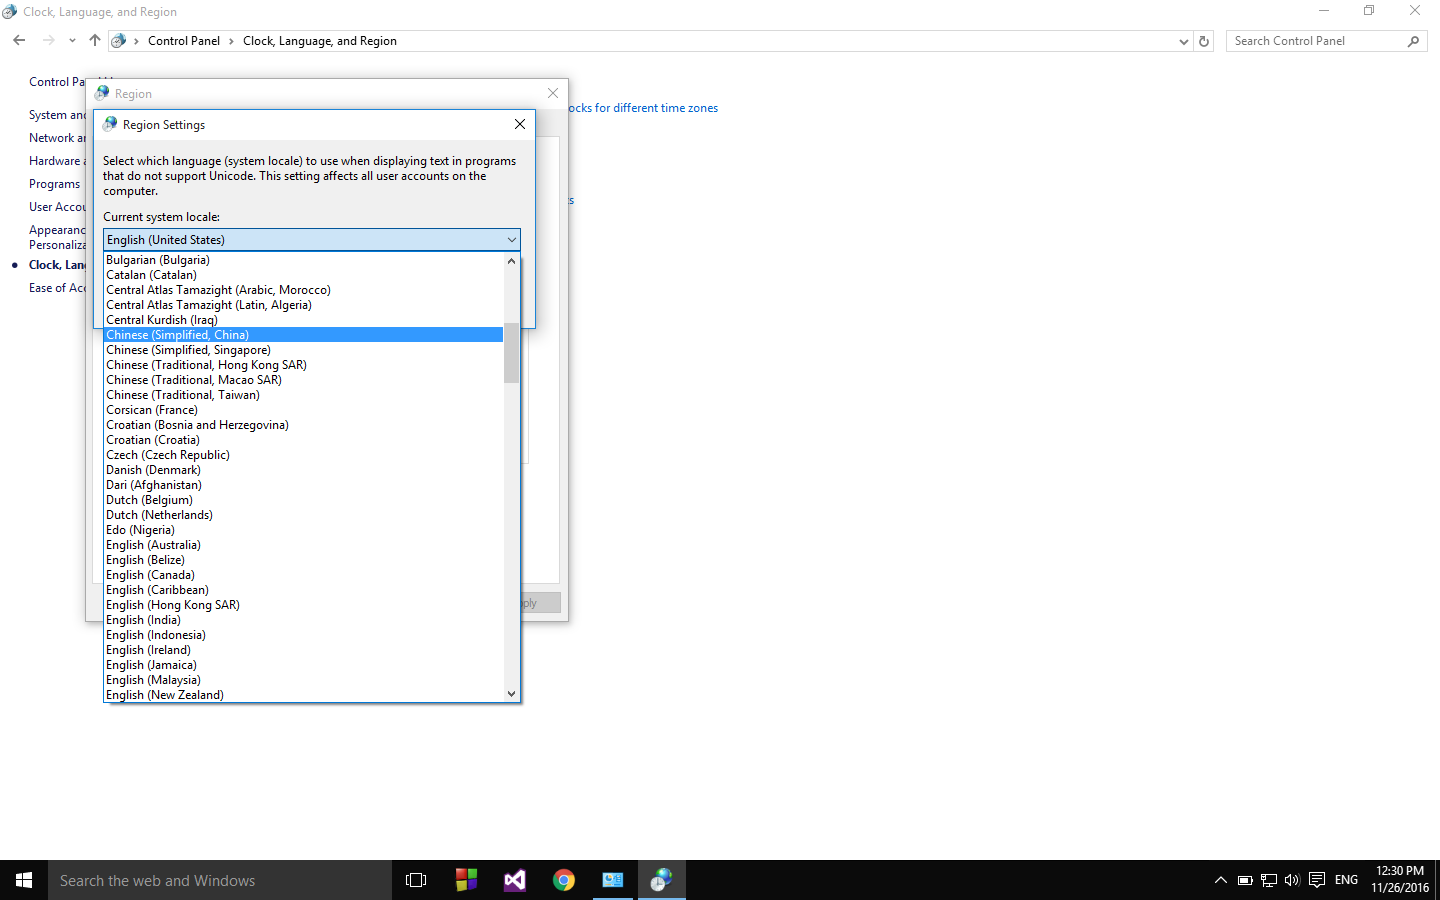 Clock, Language, and Region
Control Panel
Clock, Language, and Region
Search Control Panel
Region
ocks for different time zones
System and
Region Settings
Network
Hardware
Programs
User Accou
Appearanc
Personaliza
Clock, Lan
Ease of Acc
Select which language (system locale) to use when displaying text in programs
that do not support Unicode. This setting affects all user accounts on the
computer.
Current system locale:
English (United States)
Bulgarian (Bulgaria)
Catalan (Catalan)
Central Atlas Tamazight (Arabic, Morocco)
Central Atlas Tamazight (Latin, Algeria)
Central Kurdish (Iraq)
Chinese (Simplified, China)
Chinese (Simplified, Singapore)
Chinese (Traditional, Hong Kong SAR)
Chinese (Traditional, Macao SAR)
Chinese (Traditional, Taiwan)
Corsican (France)
Croatian (Bosnia and Herzegovina)
Croatian (Croatia)
Czech (Czech Republic)
Danish (Denmark)
Dari (Afghanistan)
Dutch (Belgium)
Dutch (Netherlands)
Edo (Nigeria)
English (Australia)
English (Belize)
English (Canada)
English (Caribbean)
English (Hong Kong SAR)
English (India)
English (Indonesia)
English (Ireland)
English (Jamaica)
English (Malaysia)
English (New Zealand)
Search the web and Windows
ENG
12:30 PM
11/26/2016